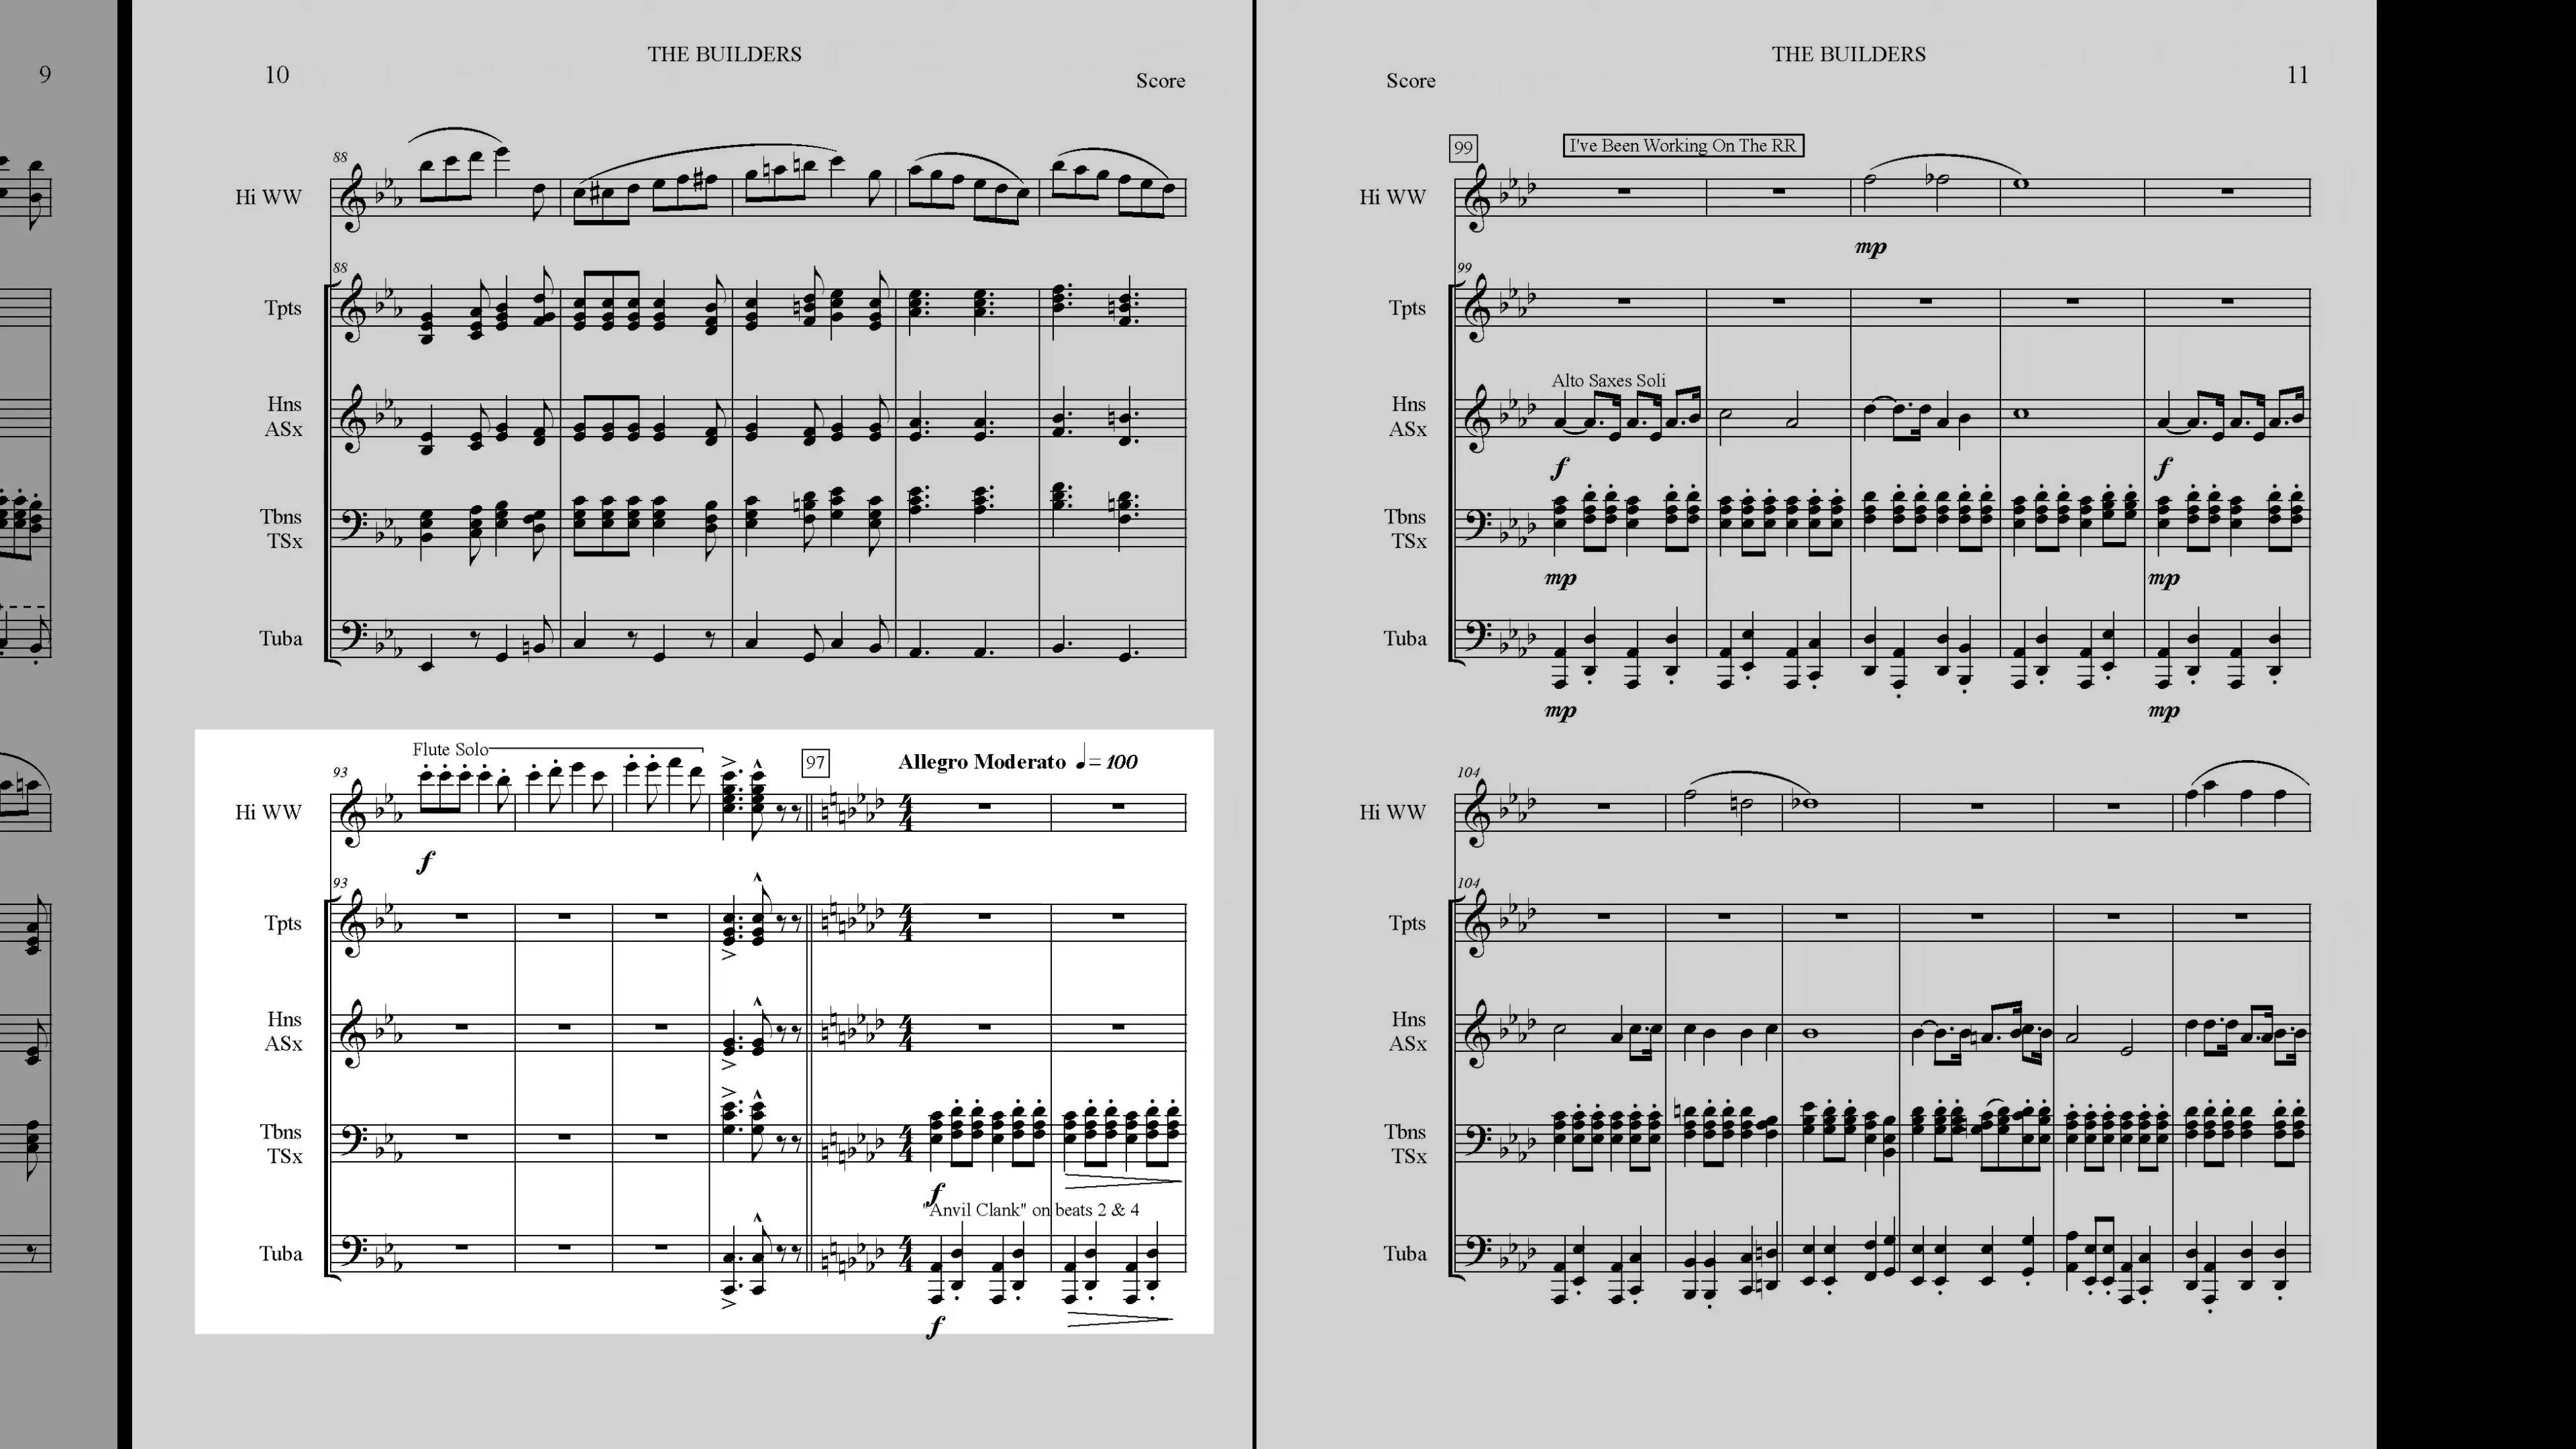 9
10
THE BUILDERS
Score
88
Hi WW
88
Tpts
Hns
ASx
Tbns
TSx
Tuba
Flute Solo
93
97
Allegro Moderato ♩= 100
Hi WW
f
93
Tpts
Hns
ASx
Tbns
TSx
f
"Anvil Clank" on beats 2 & 4
Tuba
f
THE BUILDERS
Score
11
99
I've Been Working On The RR
Hi WW
mp
99
Tpts
Alto Saxes Soli
Hns
ASx
f
f
Tbns
TSx
mp
mp
Tuba
mp
mp
104
Hi WW
104
Tpts
Hns
ASx
Tbns
TSx
Tuba